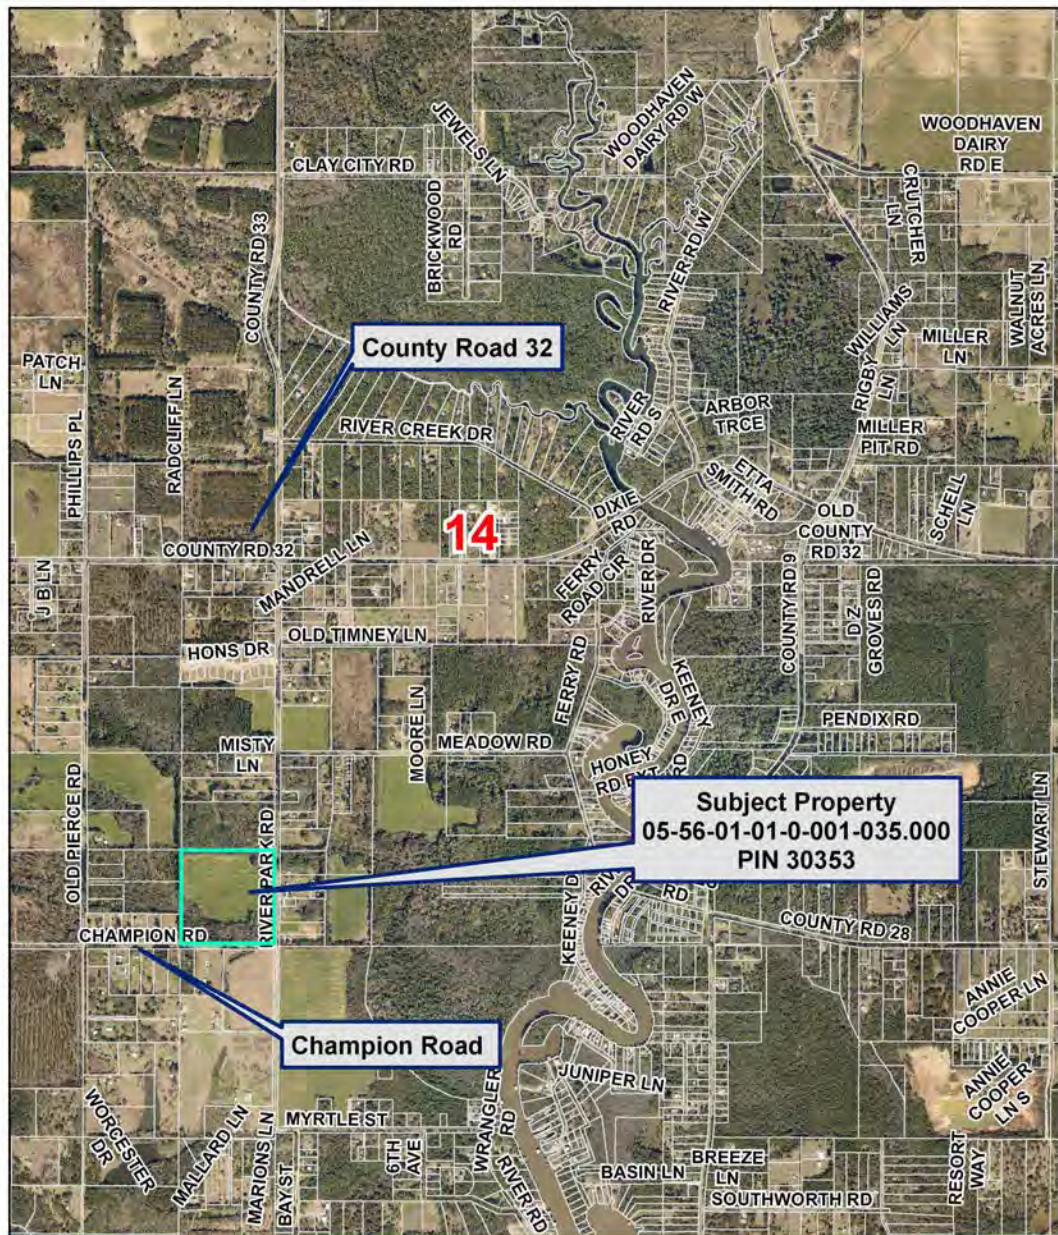 WOODHAVEN
DAIRY RD W
JEWELS LN
CLAY CITY RD
BRICKWOOD
RD
WOODHAVEN
DAIRY
RD E
CRUTCHER
LN
WALNUT
ACRES LN
COUNTY RD 33
RIVER RD W
WILLIAMS
LN
MILLER LN
RIGBY
LN
County Road 32
PATCH
LN
PHILLIPS PL
RADCLIFF LN
RIVER CREEK DR
RIVER
RD S
ARBOR
TRCE
MILLER
PIT RD
ETTA
SMITH RD
SCHELL
LN
DIXIE
RD
OLD
COUNTY
RD 32
14
COUNTY RD 32
MANDRELL LN
J B LN
FERRY
ROAD CIR
RIVER DR
COUNTY RD 9
D Z
GROVES RD
OLD TIMNEY LN
HONS DR
FERRY RD
KEENEY
DR E
MOORE LN
MEADOW RD
PENDIX RD
MISTY
LN
HONEY
RD EXT
RD
OLD PIERCE RD
RIVER PARK RD
STEWART LN
Subject Property
05-56-01-01-0-001-035.000
PIN 30353
KEENEY D
RD
COUNTY RD 28
CHAMPION RD
ANNIE
COOPER LN
Champion Road
JUNIPER LN
ANNIE
COOPER
LN S
WORCESTER
DR
MALLARD LN
MARIONS LN
BAY ST
MYRTLE ST
6TH
AVE
WRANGLER
RD
RIVER RD
BASIN LN
BREEZE
LN
SOUTHWORTH RD
RESORT
WAY